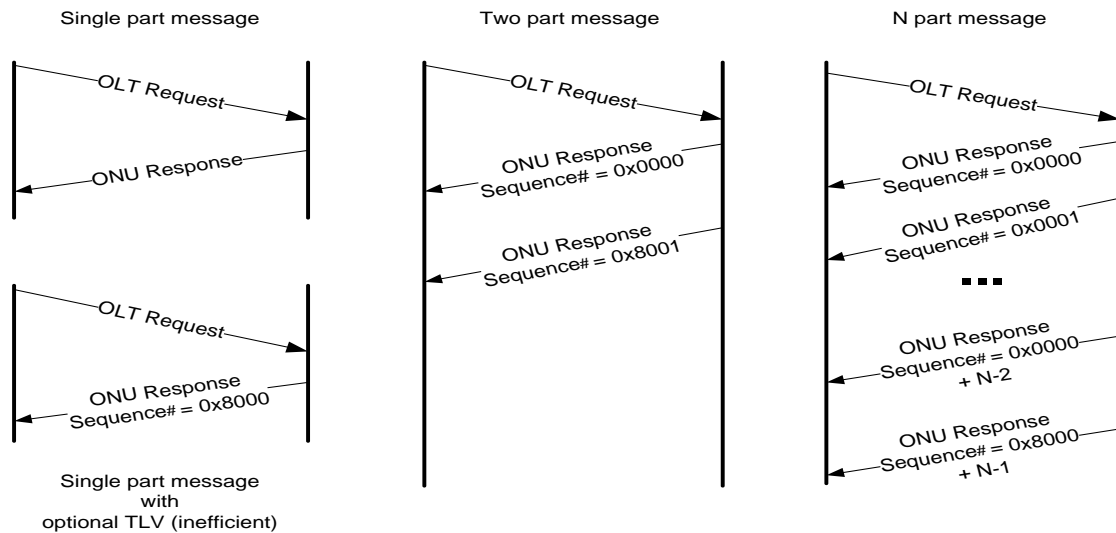 Single part message
OLT Request
ONU Response
OLT Request
ONU Response
Sequence# = 0x8000
Single part message
with
optional TLV (inefficient)
Two part message
OLT Request
ONU Response
Sequence# = 0x0000
ONU Response
Sequence# = 0x8001
N part message
OLT Request
ONU Response
Sequence# = 0x0000
ONU Response
Sequence# = 0x0001
ONU Response
Sequence# = 0x0000
+ N-2
ONU Response
Sequence# = 0x8000
+ N-1